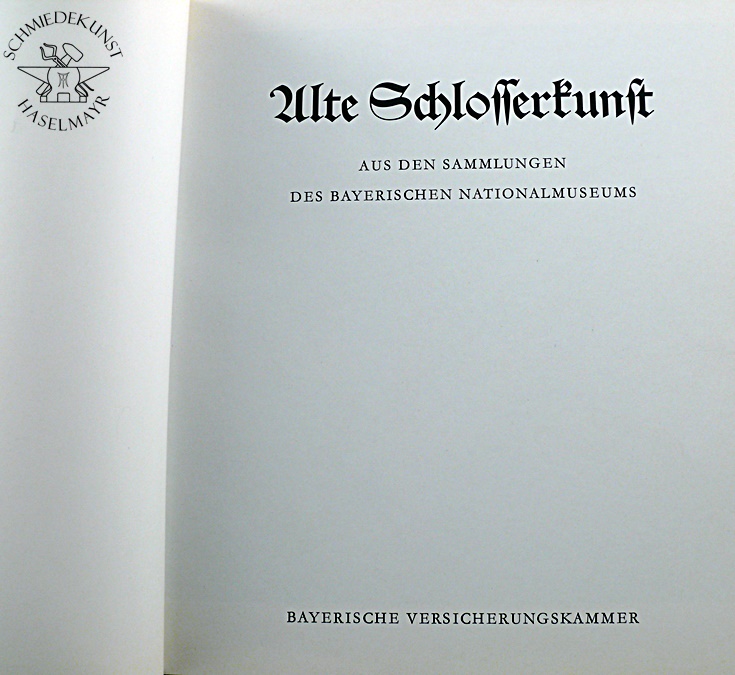 SCHMIEDEKUNST
HASELMAYR
Alte Schlosserkunst
AUS DEN SAMMLUNGEN
DES BAYERISCHEN NATIONALMUSEUMS
BAYERISCHE VERSICHERUNGSKAMMER